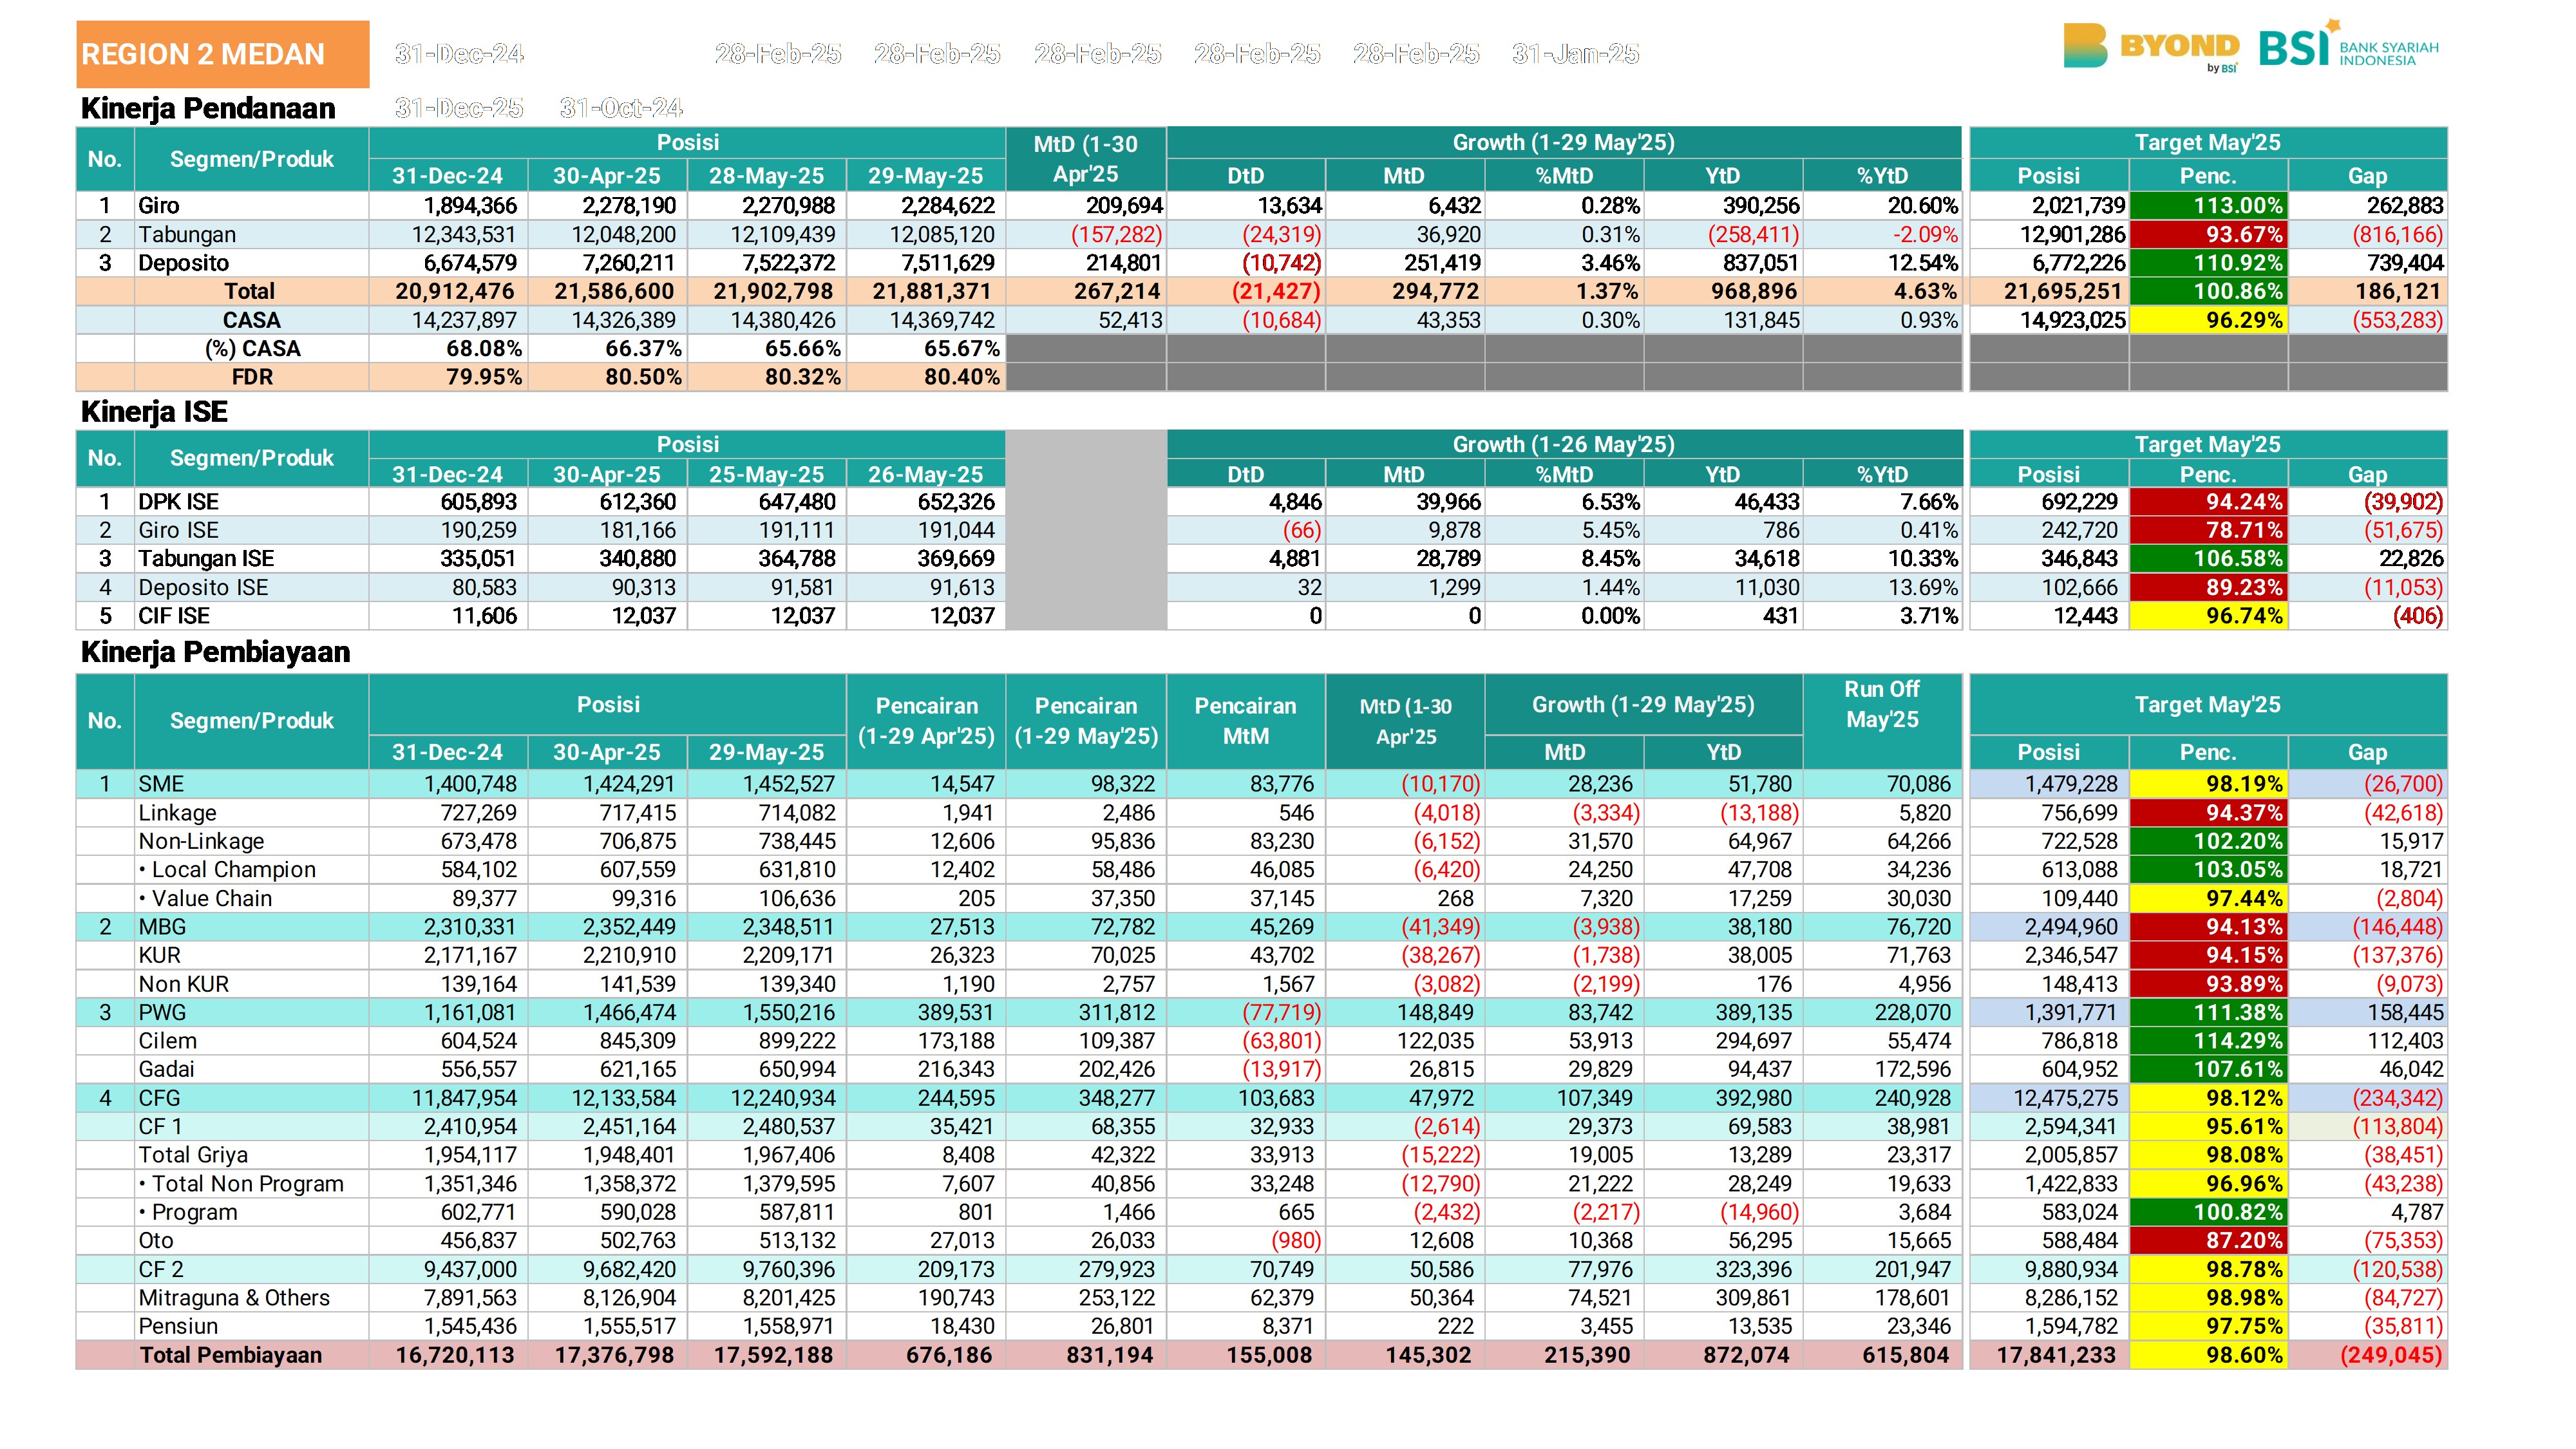 REGION 2 MEDAN 31-Dec-24 28-Feb-25 28-Feb-25 28-Feb-25 28-Feb-25 28-Feb-25 31-Jan-25 BYOND by BSI BSI BANK SYARIAH INDONESIA
Kinerja Pendanaan 31-Dec-25 31-Oct-24
No. Segmen/Produk Posisi MtD (1-30 Apr'25 Growth (1-29 May'25) Target May'25
31-Dec-24 30-Apr-25 28-May-25 29-May-25 DtD MtD %MtD YtD %YtD Posisi Penc. Gap
1 Giro 1,894,366 2,278,190 2,270,988 2,284,622 209,694 13,634 6,432 0.28% 390,256 20.60% 2,021,739 113.00% 262,883
2 Tabungan 12,343,531 12,048,200 12,109,439 12,085,120 (157,282) (24,319) 36,920 0.31% (258,411) -2.09% 12,901,286 93.67% (816,166)
3 Deposito 6,674,579 7,260,211 7,522,372 7,511,629 214,801 (10,742) 251,419 3.46% 837,051 12.54% 6,772,226 110.92% 739,404
Total 20,912,476 21,586,600 21,902,798 21,881,371 267,214 (21,427) 294,772 1.37% 968,896 4.63% 21,695,251 100.86% 186,121
CASA 14,237,897 14,326,389 14,380,426 14,369,742 52,413 (10,684) 43,353 0.30% 131,845 0.93% 14,923,025 96.29% (553,283)
(%) CASA 68.08% 66.37% 65.66% 65.67%
FDR 79.95% 80.50% 80.32% 80.40%
Kinerja ISE
No. Segmen/Produk Posisi Growth (1-26 May'25) Target May'25
31-Dec-24 30-Apr-25 25-May-25 26-May-25 DtD MtD %MtD YtD %YtD Posisi Penc. Gap
1 DPK ISE 605,893 612,360 647,480 652,326 4,846 39,966 6.53% 46,433 7.66% 692,229 94.24% (39,902)
2 Giro ISE 190,259 181,166 191,111 191,044 (66) 9,878 5.45% 786 0.41% 242,720 78.71% (51,675)
3 Tabungan ISE 335,051 340,880 364,788 369,669 4,881 28,789 8.45% 34,618 10.33% 346,843 106.58% 22,826
4 Deposito ISE 80,583 90,313 91,581 91,613 32 1,299 1.44% 11,030 13.69% 102,666 89.23% (11,053)
5 CIF ISE 11,606 12,037 12,037 12,037 0 0 0.00% 431 3.71% 12,443 96.74% (406)
Kinerja Pembiayaan
No. Segmen/Produk Posisi Pencairan (1-29 Apr'25) Pencairan (1-29 May'25) Pencairan MtM MtD (1-30 Apr'25 Growth (1-29 May'25) Run Off May'25 Target May'25
31-Dec-24 30-Apr-25 29-May-25 MtD YtD Posisi Penc. Gap
1 SME 1,400,748 1,424,291 1,452,527 14,547 98,322 83,776 (10,170) 28,236 51,780 70,086 1,479,228 98.19% (26,700)
Linkage 727,269 717,415 714,082 1,941 2,486 546 (4,018) (3,334) (13,188) 5,820 756,699 94.37% (42,618)
Non-Linkage 673,478 706,875 738,445 12,606 95,836 83,230 (6,152) 31,570 64,967 64,266 722,528 102.20% 15,917
• Local Champion 584,102 607,559 631,810 12,402 58,486 46,085 (6,420) 24,250 47,708 34,236 613,088 103.05% 18,721
• Value Chain 89,377 99,316 106,636 205 37,350 37,145 268 7,320 17,259 30,030 109,440 97.44% (2,804)
2 MBG 2,310,331 2,352,449 2,348,511 27,513 72,782 45,269 (41,349) (3,938) 38,180 76,720 2,494,960 94.13% (146,448)
KUR 2,171,167 2,210,910 2,209,171 26,323 70,025 43,702 (38,267) (1,738) 38,005 71,763 2,346,547 94.15% (137,376)
Non KUR 139,164 141,539 139,340 1,190 2,757 1,567 (3,082) (2,199) 176 4,956 148,413 93.89% (9,073)
3 PWG 1,161,081 1,466,474 1,550,216 389,531 311,812 (77,719) 148,849 83,742 389,135 228,070 1,391,771 111.38% 158,445
Cilem 604,524 845,309 899,222 173,188 109,387 (63,801) 122,035 53,913 294,697 55,474 786,818 114.29% 112,403
Gadai 556,557 621,165 650,994 216,343 202,426 (13,917) 26,815 29,829 94,437 172,596 604,952 107.61% 46,042
4 CFG 11,847,954 12,133,584 12,240,934 244,595 348,277 103,683 47,972 107,349 392,980 240,928 12,475,275 98.12% (234,342)
CF 1 2,410,954 2,451,164 2,480,537 35,421 68,355 32,933 (2,614) 29,373 69,583 38,981 2,594,341 95.61% (113,804)
Total Griya 1,954,117 1,948,401 1,967,406 8,408 42,322 33,913 (15,222) 19,005 13,289 23,317 2,005,857 98.08% (38,451)
• Total Non Program 1,351,346 1,358,372 1,379,595 7,607 40,856 33,248 (12,790) 21,222 28,249 19,633 1,422,833 96.96% (43,238)
• Program 602,771 590,028 587,811 801 1,466 665 (2,432) (2,217) (14,960) 3,684 583,024 100.82% 4,787
Oto 456,837 502,763 513,132 27,013 26,033 (980) 12,608 10,368 56,295 15,665 588,484 87.20% (75,353)
CF 2 9,437,000 9,682,420 9,760,396 209,173 279,923 70,749 50,586 77,976 323,396 201,947 9,880,934 98.78% (120,538)
Mitraguna & Others 7,891,563 8,126,904 8,201,425 190,743 253,122 62,379 50,364 74,521 309,861 178,601 8,286,152 98.98% (84,727)
Pensiun 1,545,436 1,555,517 1,558,971 18,430 26,801 8,371 222 3,455 13,535 23,346 1,594,782 97.75% (35,811)
Total Pembiayaan 16,720,113 17,376,798 17,592,188 676,186 831,194 155,008 145,302 215,390 872,074 615,804 17,841,233 98.60% (249,045)